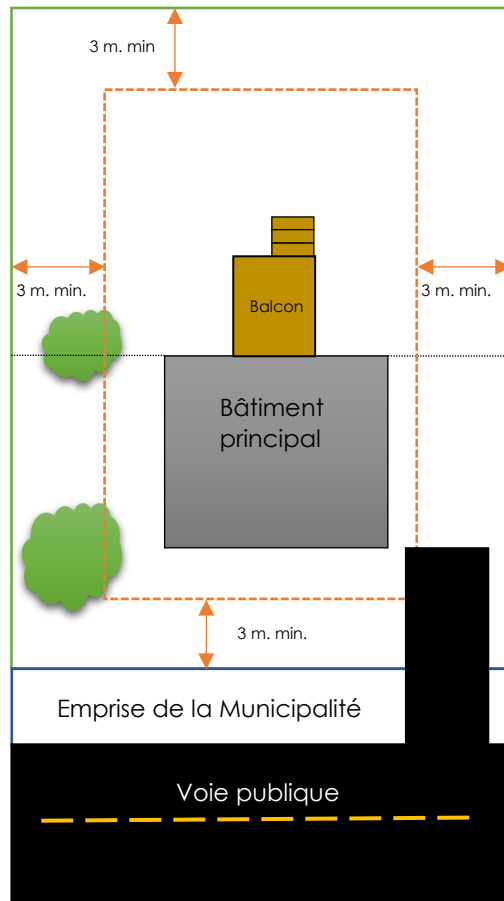 3 m. min
3 m. min.
3 m. min.
Balcon
Bâtiment
principal
3 m. min.
Emprise de la Municipalité
Voie publique